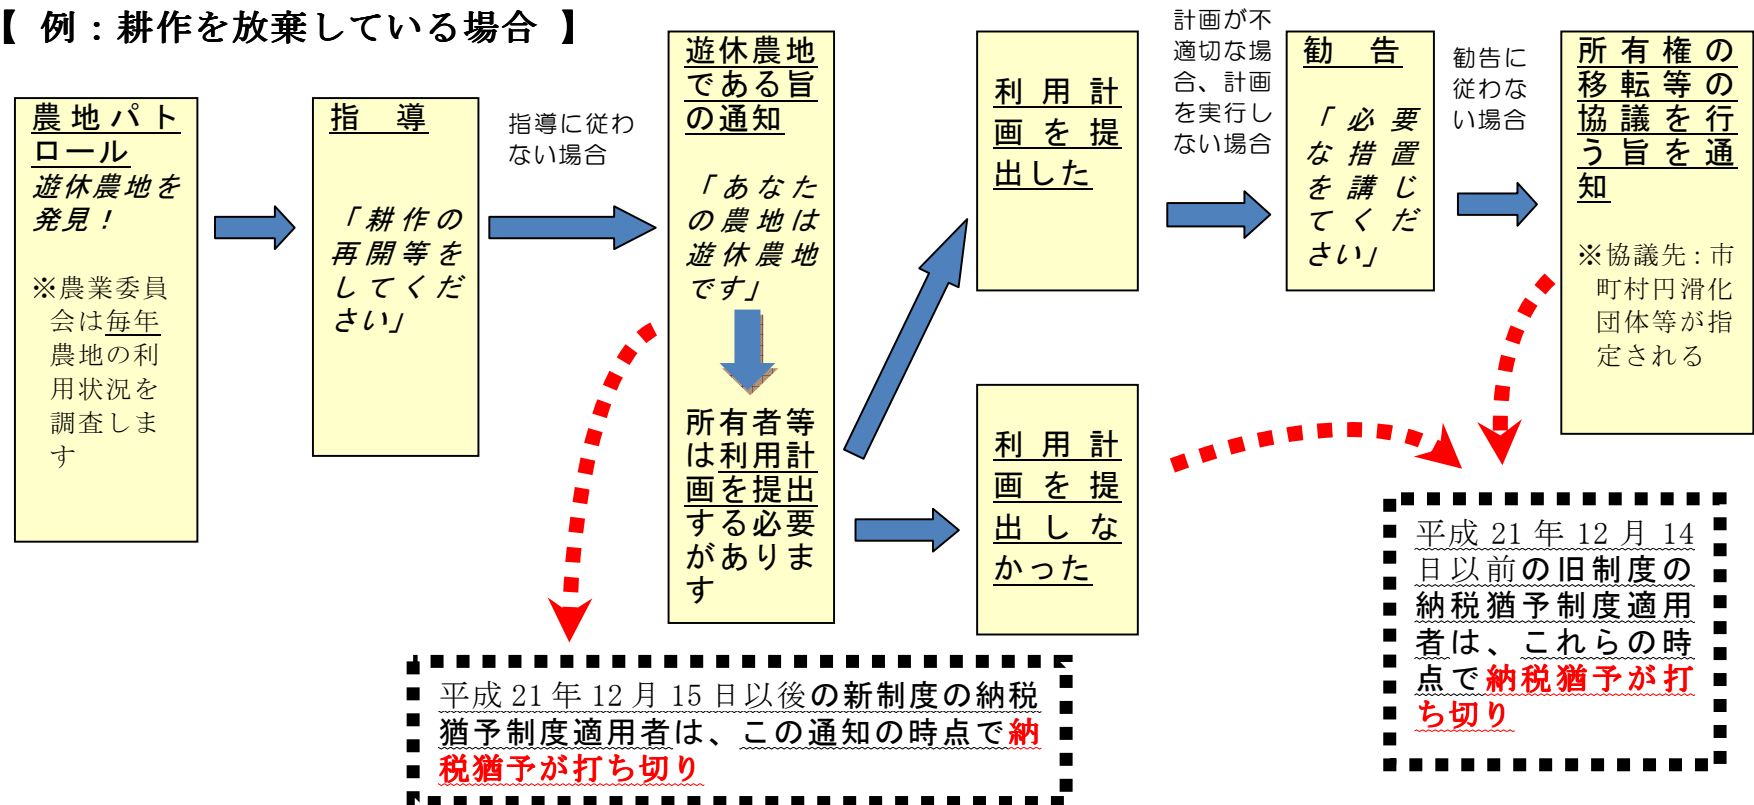 【 例：耕作を放棄している場合 】
農地パト
ロール
遊休農地を
発見！
※農業委員
会は毎年
農地の利
用状況を
調査しま
す
指　導
「耕作の
再開等を
してくだ
さい」
指導に従わ
ない場合
遊休農地
である旨
の通知
「あなた
の農地は
遊休農地
です」
所有者等
は利用計
画を提出
する必要
がありま
す
利用計
画を提
出した
利用計
画を提
出しな
かった
計画が不
適切な場
合、計画
を実行し
ない場合
勧　告
「必要
な措置
を講じ
てくだ
さい」
勧告に
従わな
い場合
所有権の
移転等の
協議を行
う旨を通
知
※協議先：市
町村円滑化
団体等が指
定される
平成 21 年 12 月 15 日以後の新制度の納税
猶予制度適用者は、この通知の時点で納
税猶予が打ち切り
平成 21 年 12 月 14
日以前の旧制度の
納税猶予制度適用
者は、これらの時
点で納税猶予が打
ち切り